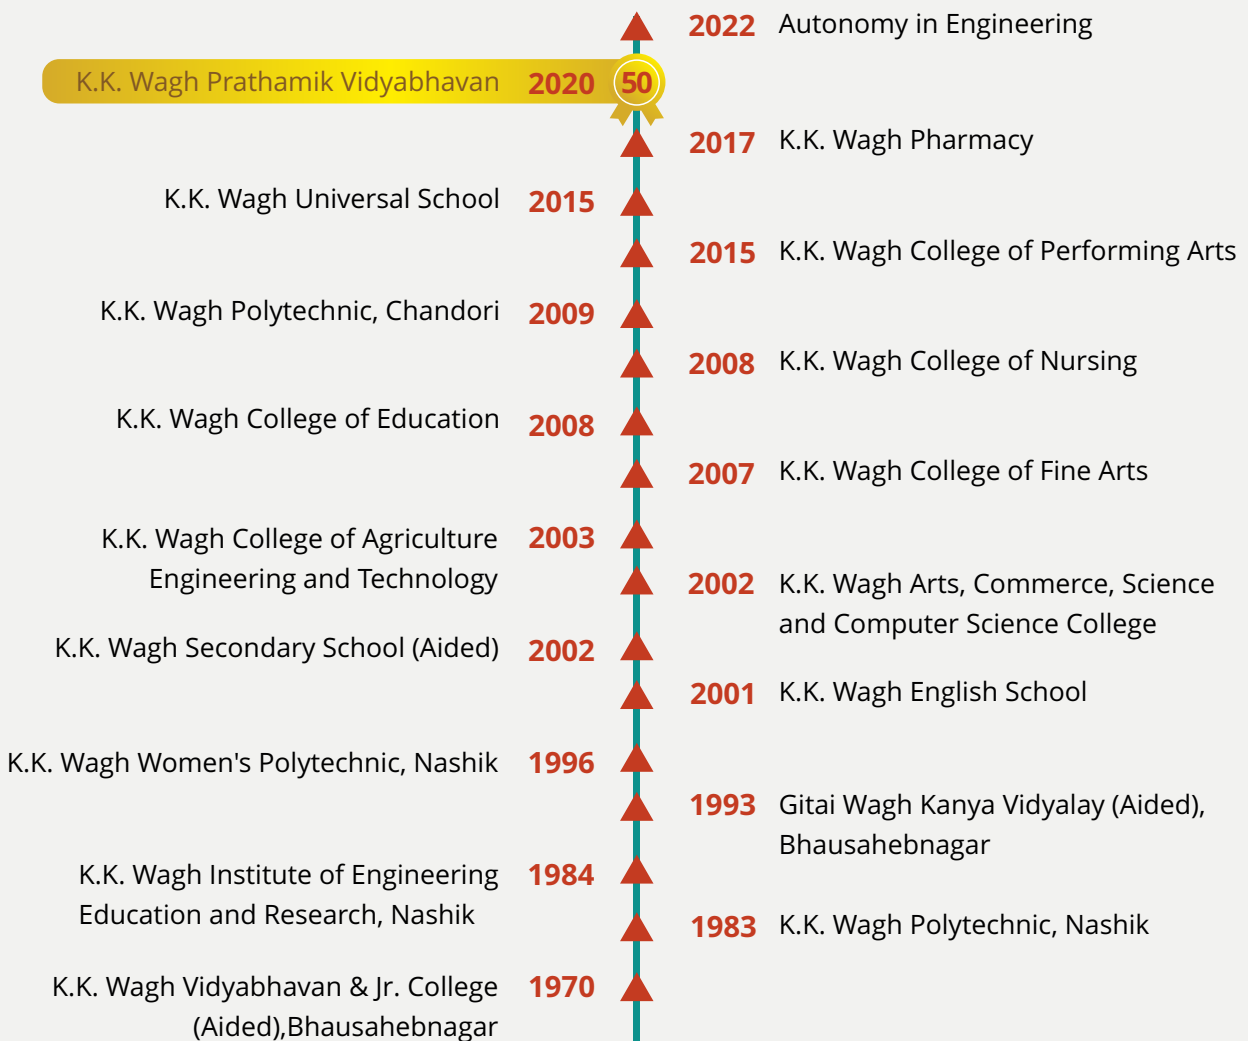 2022 Autonomy in Engineering
K.K. Wagh Prathamik Vidyabhavan 2020 50
2017 K.K. Wagh Pharmacy
K.K. Wagh Universal School 2015
2015 K.K. Wagh College of Performing Arts
K.K. Wagh Polytechnic, Chandori 2009
2008 K.K. Wagh College of Nursing
K.K. Wagh College of Education 2008
2007 K.K. Wagh College of Fine Arts
K.K. Wagh College of Agriculture 2003
Engineering and Technology
2002 K.K. Wagh Arts, Commerce, Science
and Computer Science College
K.K. Wagh Secondary School (Aided) 2002
2001 K.K. Wagh English School
K.K. Wagh Women's Polytechnic, Nashik 1996
1993 Gitai Wagh Kanya Vidyalay (Aided),
Bhausahebnagar
K.K. Wagh Institute of Engineering 1984
Education and Research, Nashik
1983 K.K. Wagh Polytechnic, Nashik
K.K. Wagh Vidyabhavan & Jr. College 1970
(Aided),Bhausahebnagar